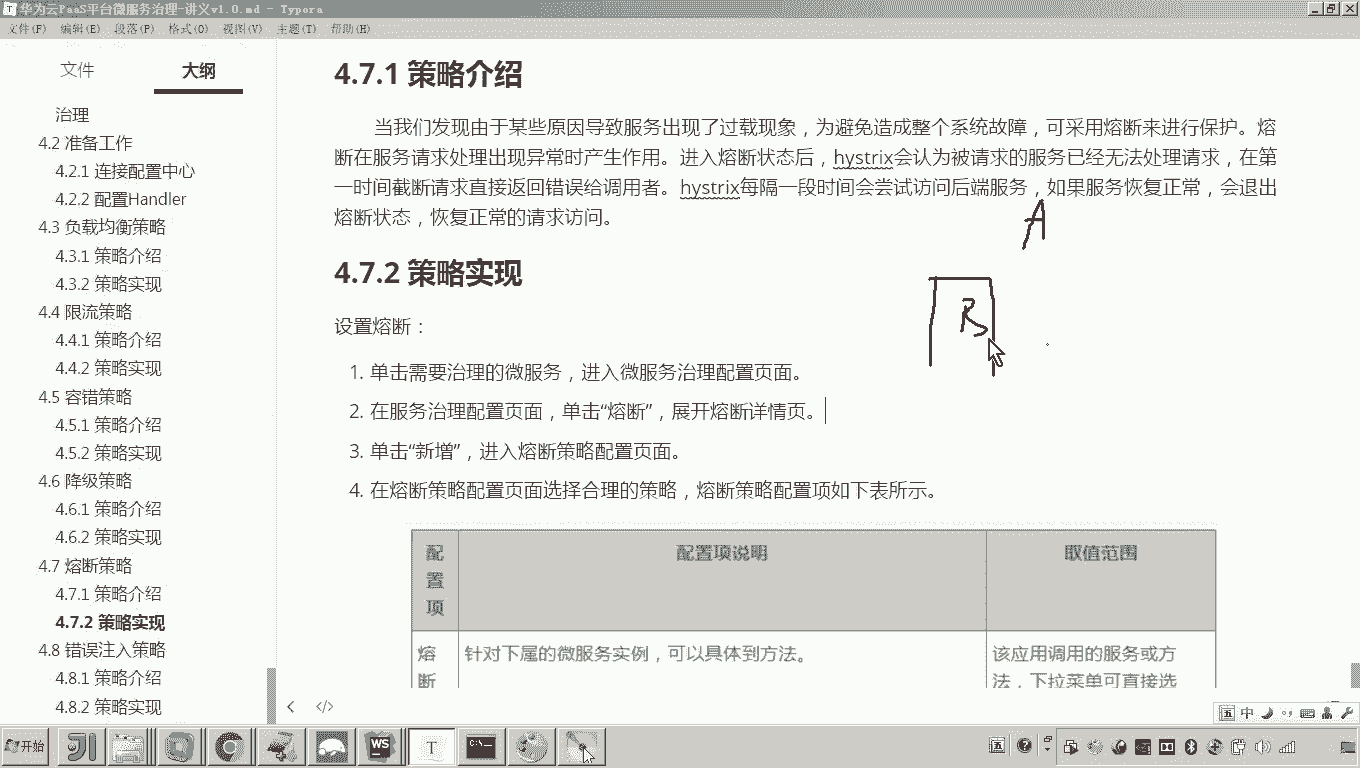 华为云PaaS平台微服务治理-讲义v1.0.md - Typora
文件(F) 编辑(E) 段落(P) 格式(O) 视图(V) 主题(T) 帮助(H)
文件 大纲
治理
4.2 准备工作
4.2.1 连接配置中心
4.2.2 配置Handler
4.3 负载均衡策略
4.3.1 策略介绍
4.3.2 策略实现
4.4 限流策略
4.4.1 策略介绍
4.4.2 策略实现
4.5 容错策略
4.5.1 策略介绍
4.5.2 策略实现
4.6 降级策略
4.6.1 策略介绍
4.6.2 策略实现
4.7 熔断策略
4.7.1 策略介绍
4.7.2 策略实现
4.8 错误注入策略
4.8.1 策略介绍
4.8.2 策略实现
4.7.1 策略介绍
当我们发现由于某些原因导致服务出现了过载现象，为避免造成整个系统故障，可采用熔断来进行保护。熔
断在服务请求处理出现异常时产生作用。进入熔断状态后，hystrix会认为被请求的服务已经无法处理请求，在第
一时间截断请求直接返回错误给调用者。hystrix每隔一段时间会尝试访问后端服务，如果服务恢复正常，会退出
熔断状态，恢复正常的请求访问。
A
4.7.2 策略实现
R
设置熔断：
1. 单击需要治理的微服务，进入微服务治理配置页面。
2. 在服务治理配置页面，单击“熔断”，展开熔断详情页。
3. 单击“新增”，进入熔断策略配置页面。
4. 在熔断策略配置页面选择合理的策略，熔断策略配置项如下表所示。
配置项 配置项说明 取值范围
熔断 针对下属的微服务实例，可以具体到方法。 该应用调用的服务或方
法，下拉菜单可直接选
开始
WS
T
五 中